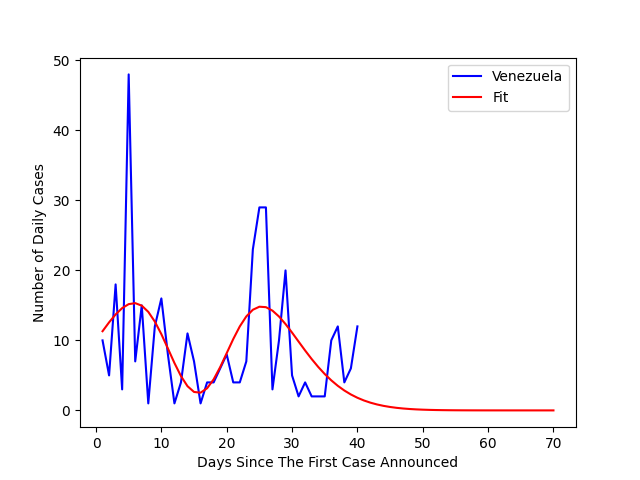 50
40
30
20
10
0
Number of Daily Cases
Venezuela
Fit
0 10 20 30 40 50 60 70
Days Since The First Case Announced